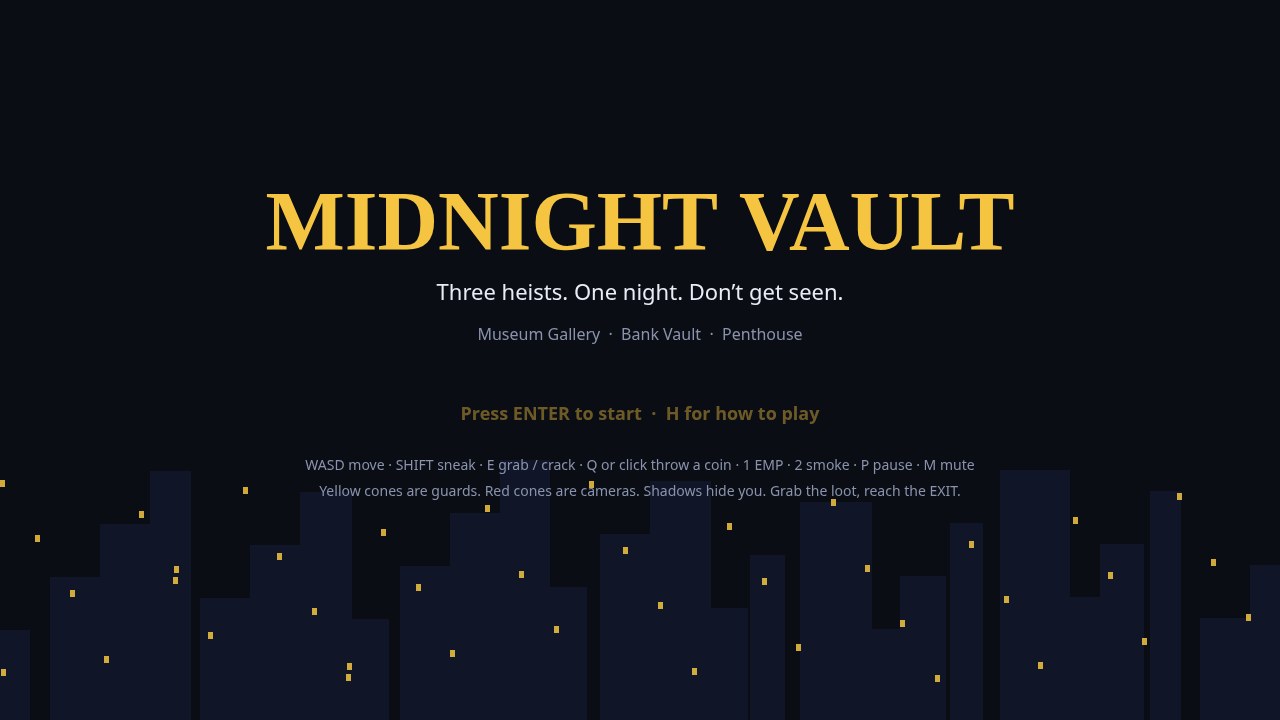 MIDNIGHT VAULT
Three heists. One night. Don’t get seen.
Museum Gallery · Bank Vault · Penthouse
Press ENTER to start · H for how to play
WASD move · SHIFT sneak · E grab / crack · Q or click throw a coin · 1 EMP · 2 smoke · P pause · M mute
Yellow cones are guards. Red cones are cameras. Shadows hide you. Grab the loot, reach the EXIT.